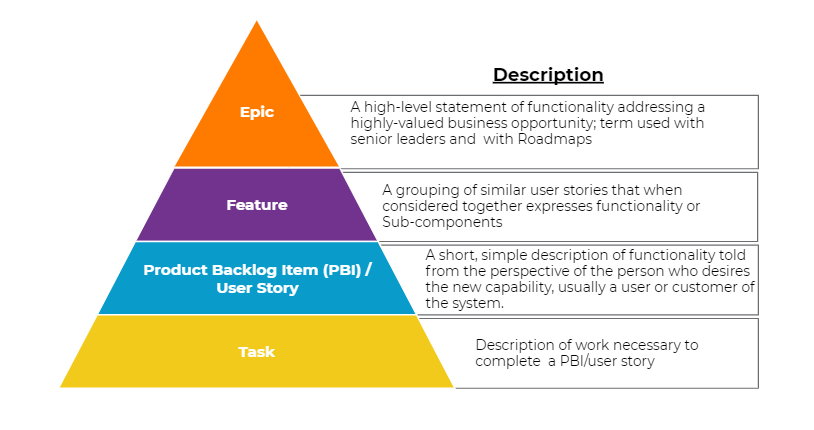 Description
Epic
A high-level statement of functionality addressing a
highly-valued business opportunity; term used with
senior leaders and  with Roadmaps
Feature
A grouping of similar user stories that when
considered together expresses functionality or
Sub-components
Product Backlog Item (PBI) /
User Story
A short, simple description of functionality told
from the perspective of the person who desires
the new capability, usually a user or customer of
the system.
Task
Description of work necessary to
complete  a PBI/user story